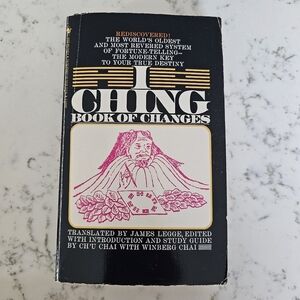 REDISCOVERED!
THE WORLD'S OLDEST
AND MOST REVERED SYSTEM
OF FORTUNE-TELLING—
THE MODERN KEY
TO YOUR TRUE DESTINY
I
CHING
BOOK OF CHANGES
TRANSLATED BY JAMES LEGGE, EDITED
WITH INTRODUCTION AND STUDY GUIDE
BY CH'U CHAI WITH WINBERG CHAI